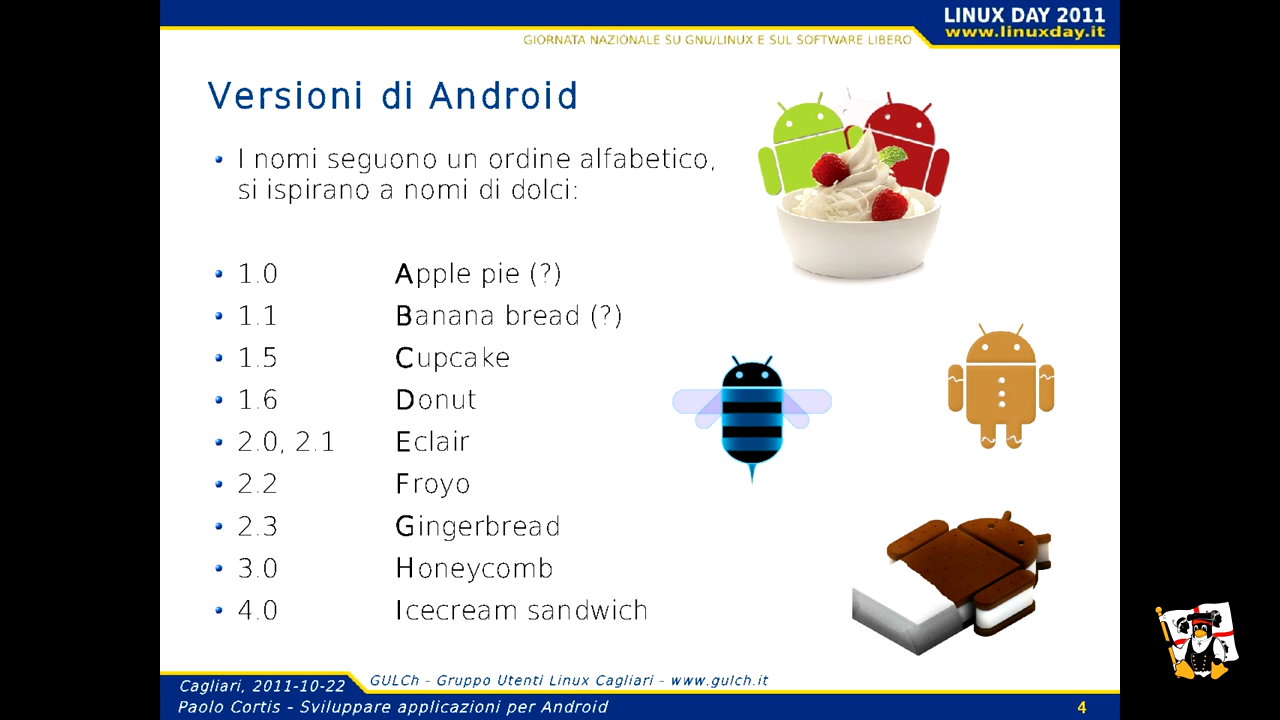 LINUX DAY 2011
www.linuxday.it
GIORNATA NAZIONALE SU GNU/LINUX E SUL SOFTWARE LIBERO
Versioni di Android
I nomi seguono un ordine alfabetico,
si ispirano a nomi di dolci:
1.0 Apple pie (?)
1.1 Banana bread (?)
1.5 Cupcake
1.6 Donut
2.0, 2.1 Eclair
2.2 Froyo
2.3 Gingerbread
3.0 Honeycomb
4.0 Icecream sandwich
Cagliari, 2011-10-22
GULCh - Gruppo Utenti Linux Cagliari - www.gulch.it
Paolo Cortis - Sviluppare applicazioni per Android
4